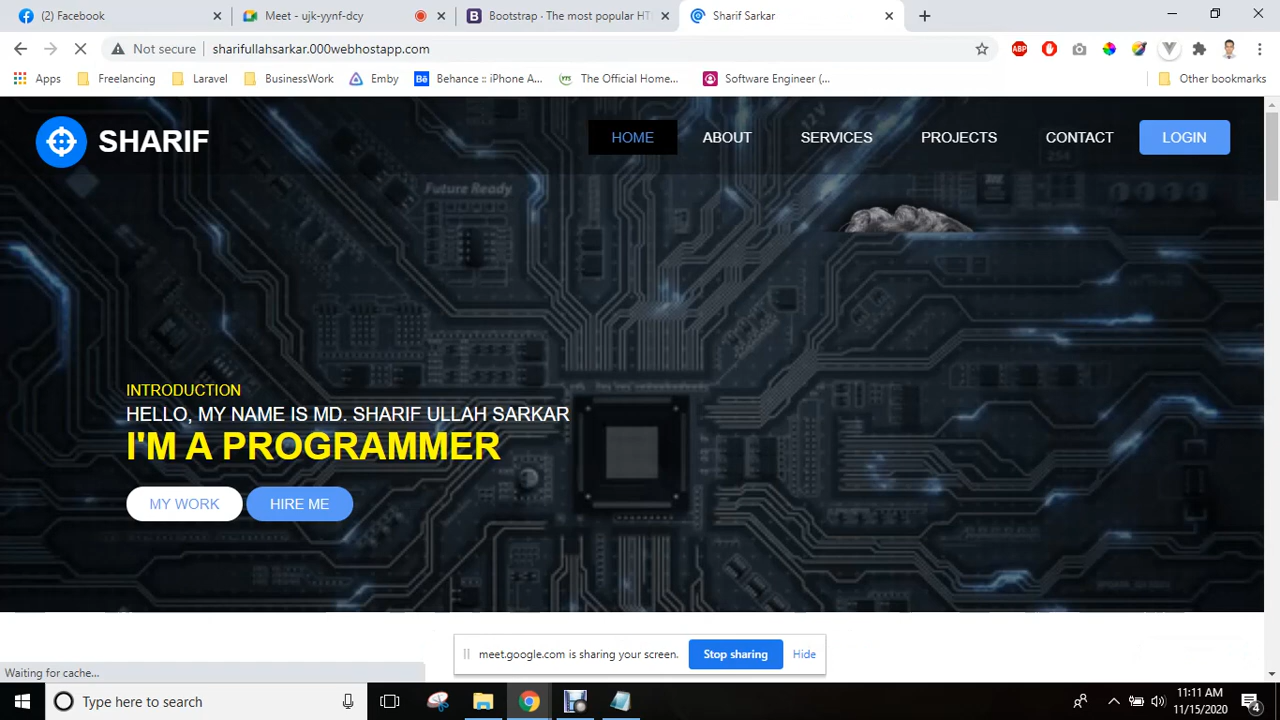 (2) Facebook
Meet - ujk-yynf-dcy
Bootstrap · The most popular HT
Sharif Sarkar
Not secure
sharifullahsarkar.000webhostapp.com
Apps
Freelancing
Laravel
BusinessWork
Emby
Behance :: iPhone A...
The Official Home...
Software Engineer (...
Other bookmarks
SHARIF
HOME
ABOUT
SERVICES
PROJECTS
CONTACT
LOGIN
Future Ready
INTRODUCTION
HELLO, MY NAME IS MD. SHARIF ULLAH SARKAR
I'M A PROGRAMMER
MY WORK
HIRE ME
meet.google.com is sharing your screen.
Stop sharing
Hide
Waiting for cache...
Type here to search
11:11 AM
11/15/2020
4